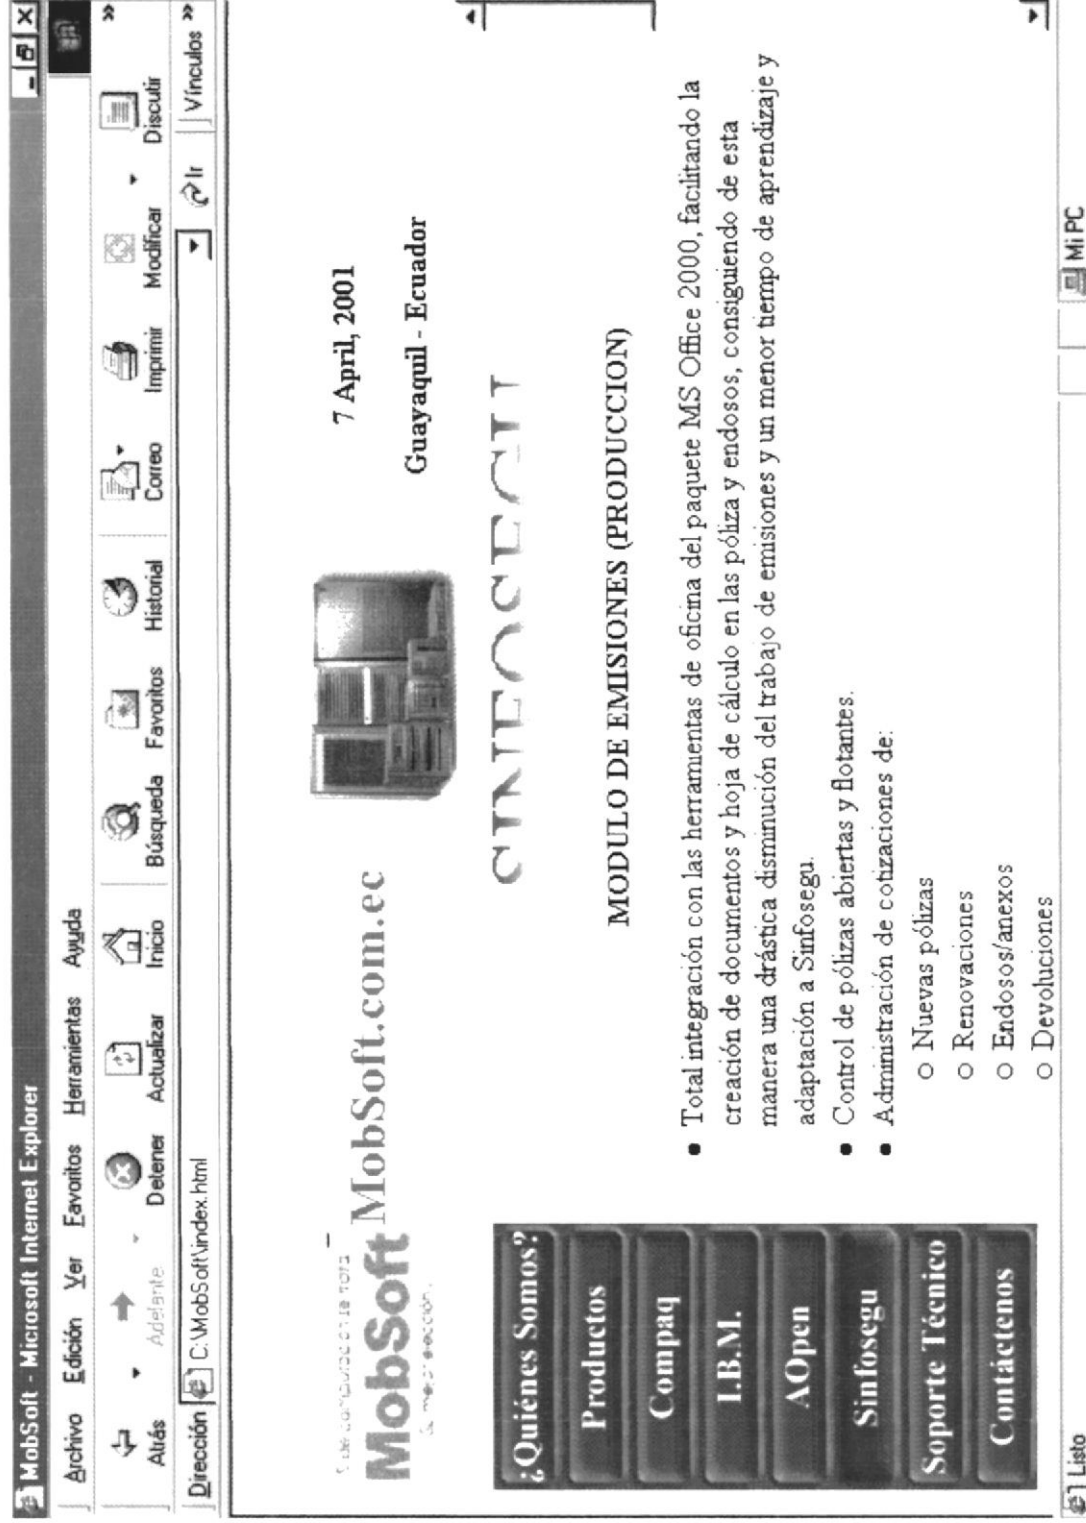 MobSoft - Microsoft Internet Explorer
Archivo Edición Ver Favoritos Herramientas Ayuda
Atrás Adelante Detener Actualizar Inicio Búsqueda Favoritos Historial Correo Imprimir Modificar Discutir »
Dirección C:\MobSoft\index.html Ir Vínculos »
MobSoft MobSoft.com.ec
7 April, 2001
Guayaquil - Ecuador
SINFOSEGU
¿Quiénes Somos?
Productos
Compaq
I.B.M.
AOpen
Sinfosegu
Soporte Técnico
Contáctenos
MODULO DE EMISIONES (PRODUCCION)
• Total integración con las herramientas de oficina del paquete MS Office 2000, facilitando la
creación de documentos y hoja de cálculo en las póliza y endosos, consiguiendo de esta
manera una drástica disminución del trabajo de emisiones y un menor tiempo de aprendizaje y
adaptación a Sinfosegu.
• Control de pólizas abiertas y flotantes.
• Administración de cotizaciones de:
○ Nuevas pólizas
○ Renovaciones
○ Endosos/anexos
○ Devoluciones
Listo
Mi PC